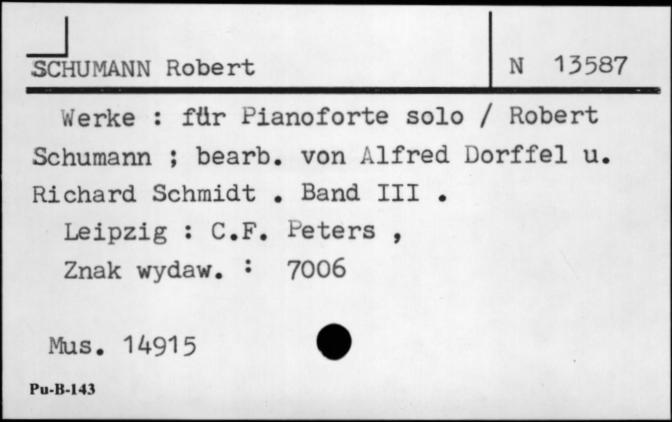 SCHUMANN Robert
N 13587
Werke : für Pianoforte solo / Robert
Schumann ; bearb. von Alfred Dorffel u.
Richard Schmidt . Band III .
Leipzig : C.F. Peters ,
Znak wydaw. : 7006
Mus. 14915
Pu-B-143